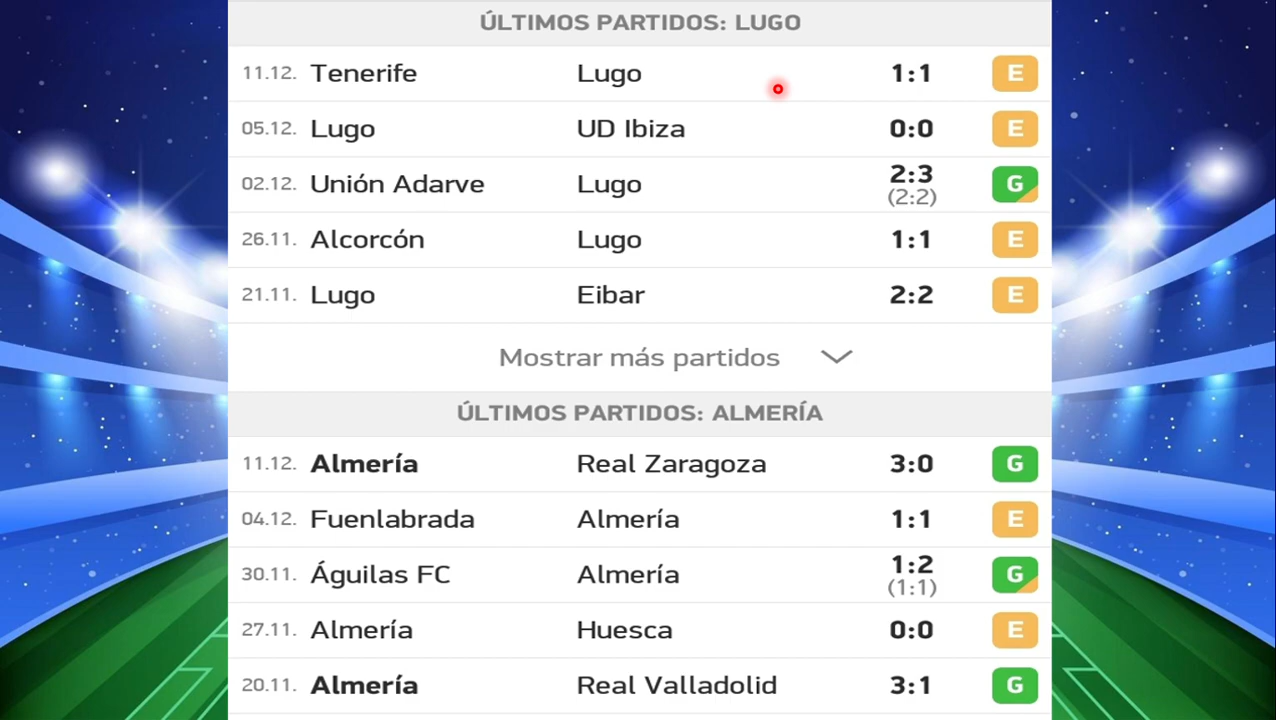 ÚLTIMOS PARTIDOS: LUGO
11.12. Tenerife Lugo 1:1 E
05.12. Lugo UD Ibiza 0:0 E
02.12. Unión Adarve Lugo 2:3 (2:2) G
26.11. Alcorcón Lugo 1:1 E
21.11. Lugo Eibar 2:2 E
Mostrar más partidos
ÚLTIMOS PARTIDOS: ALMERÍA
11.12. Almería Real Zaragoza 3:0 G
04.12. Fuenlabrada Almería 1:1 E
30.11. Águilas FC Almería 1:2 (1:1) G
27.11. Almería Huesca 0:0 E
20.11. Almería Real Valladolid 3:1 G